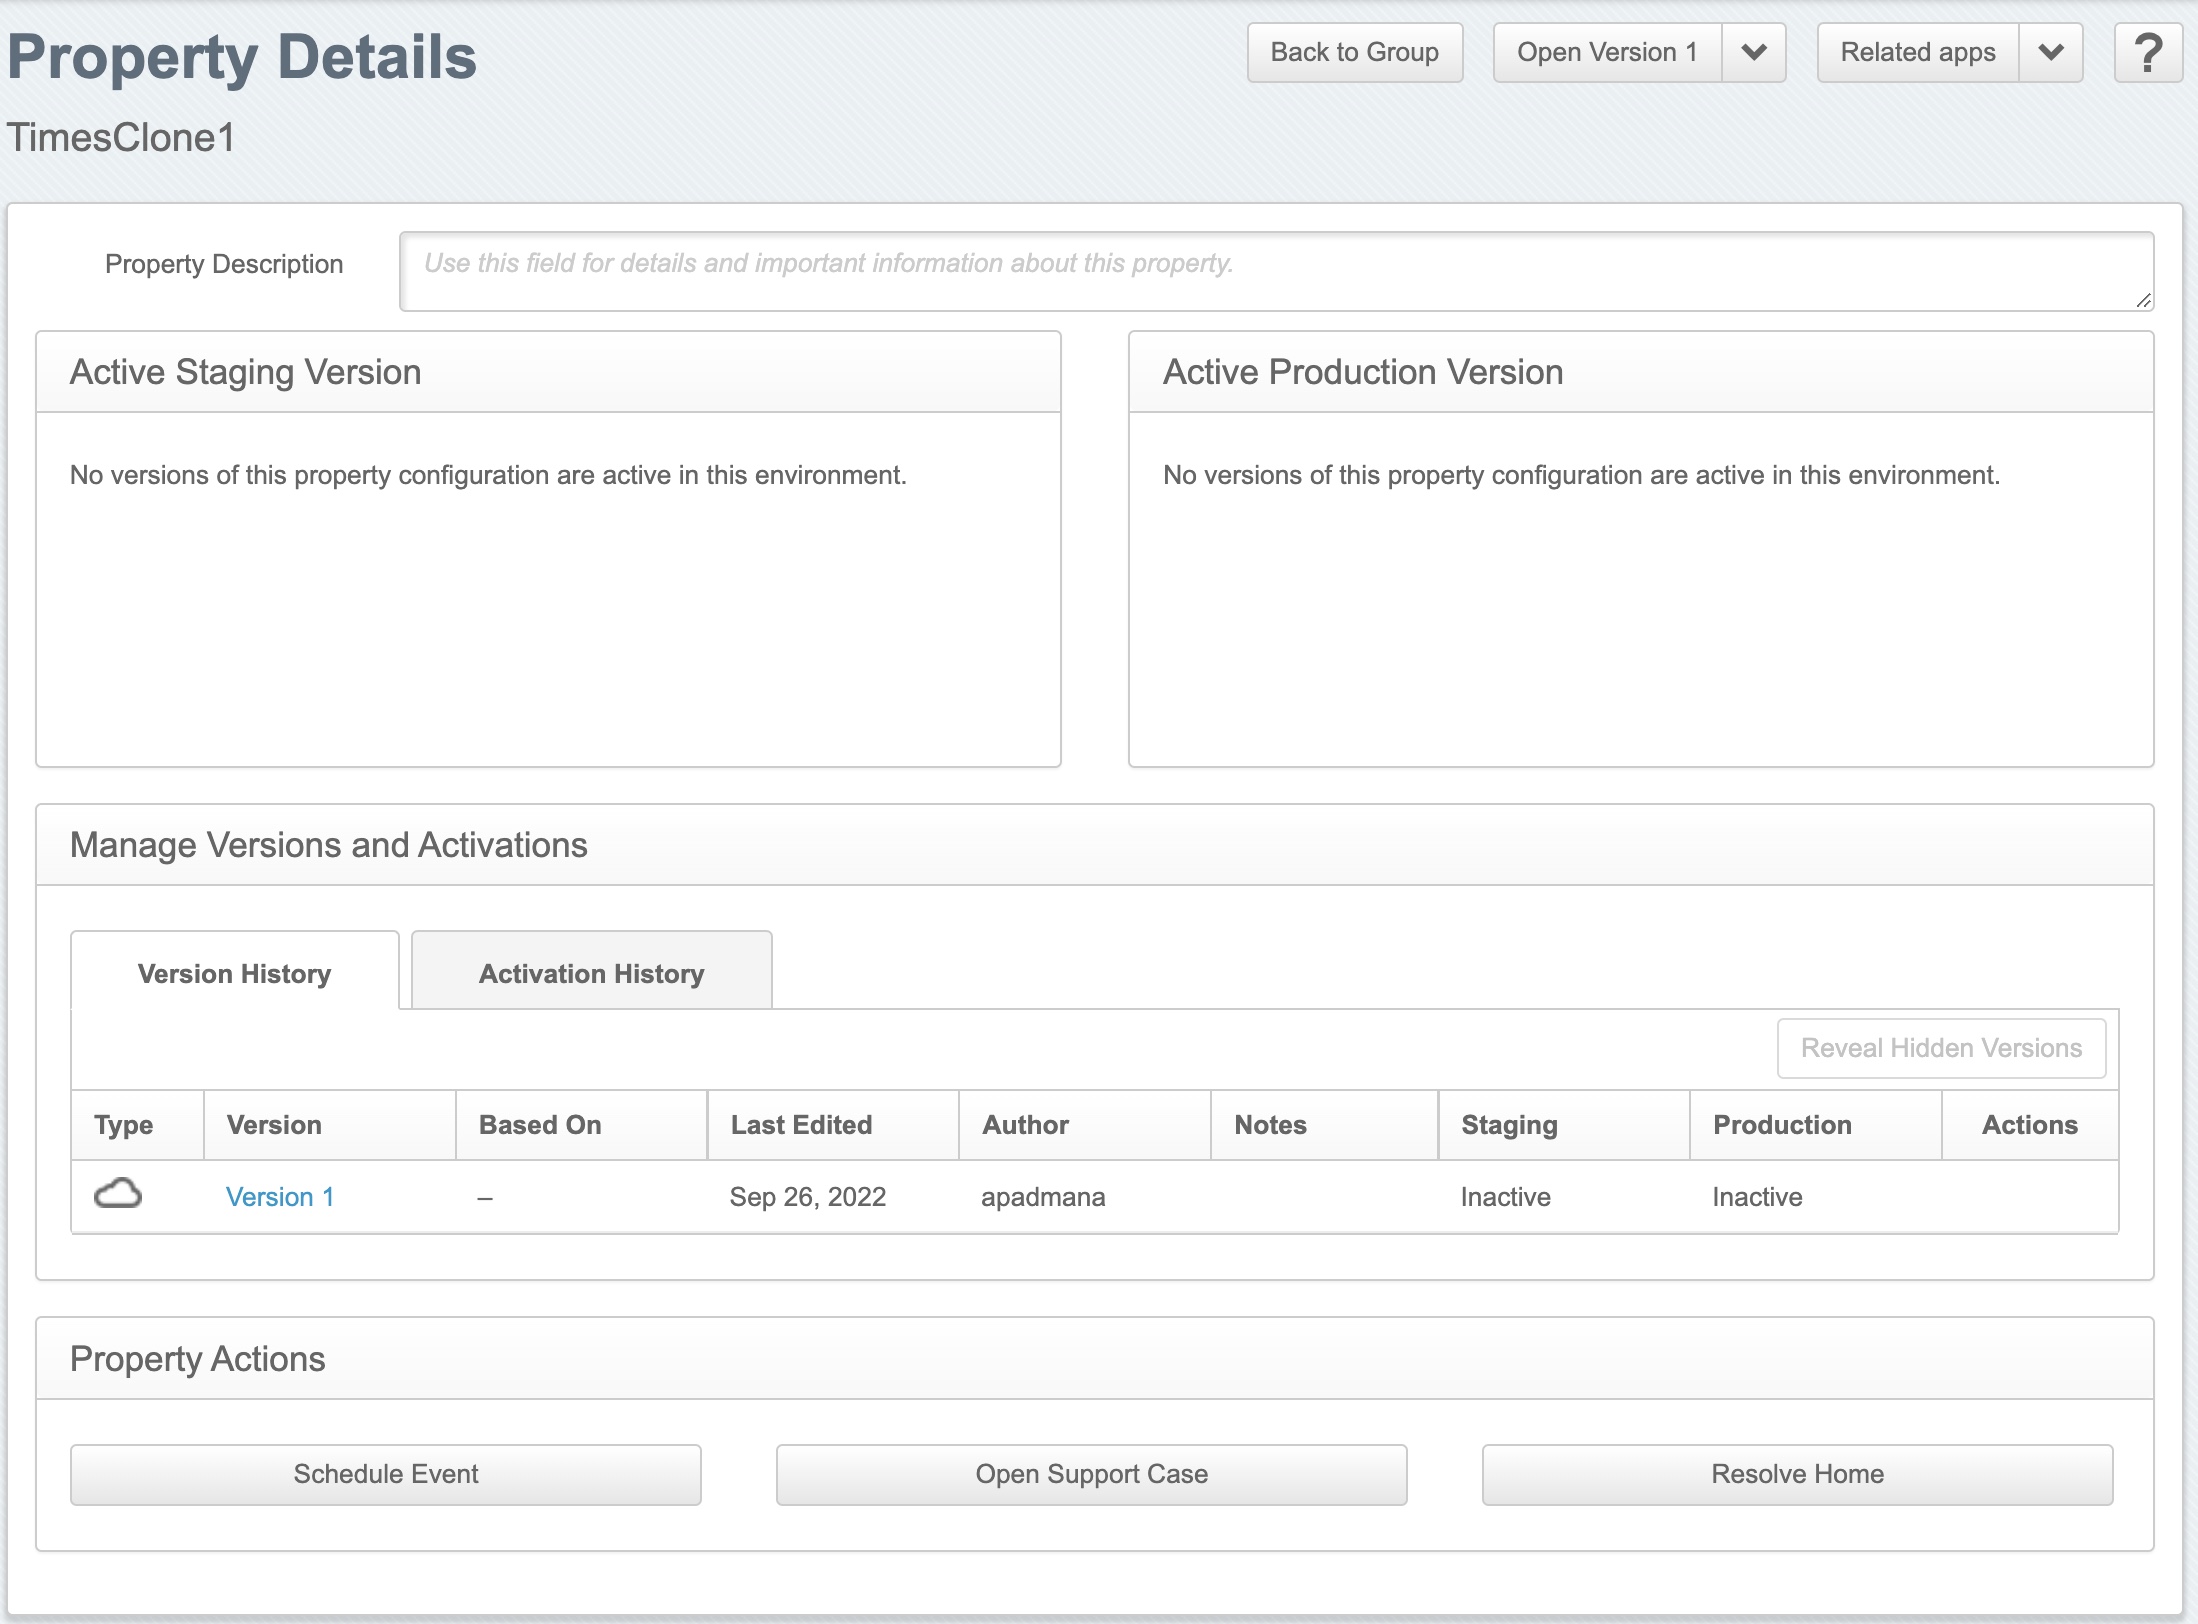 Property Details
Back to Group
Open Version 1
Related apps
?
TimesClone1
Property Description
Use this field for details and important information about this property.
Active Staging Version
Active Production Version
No versions of this property configuration are active in this environment.
No versions of this property configuration are active in this environment.
Manage Versions and Activations
Version History
Activation History
Reveal Hidden Versions
Type Version Based On Last Edited Author Notes Staging Production Actions
Version 1 – Sep 26, 2022 apadmana Inactive Inactive
Property Actions
Schedule Event
Open Support Case
Resolve Home